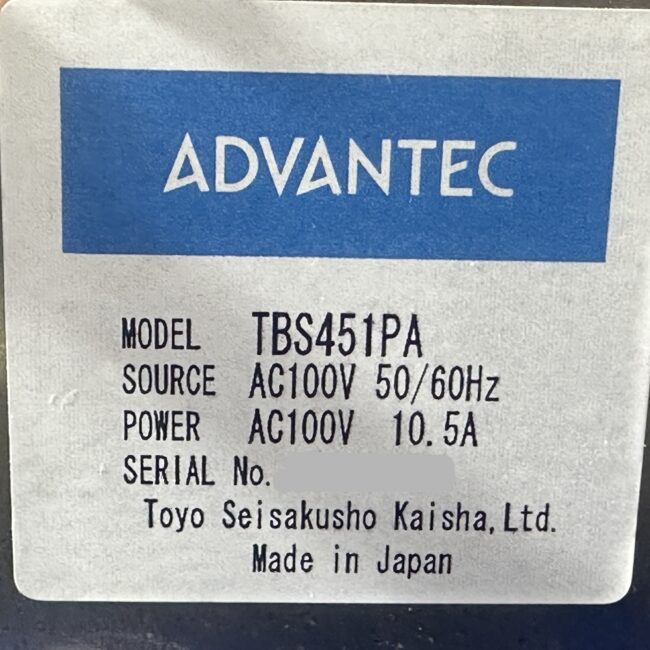 ADVANTEC
MODEL TBS451PA
SOURCE AC100V 50/60Hz
POWER AC100V 10.5A
SERIAL No.
Toyo Seisakusho Kaisha, Ltd.
Made in Japan